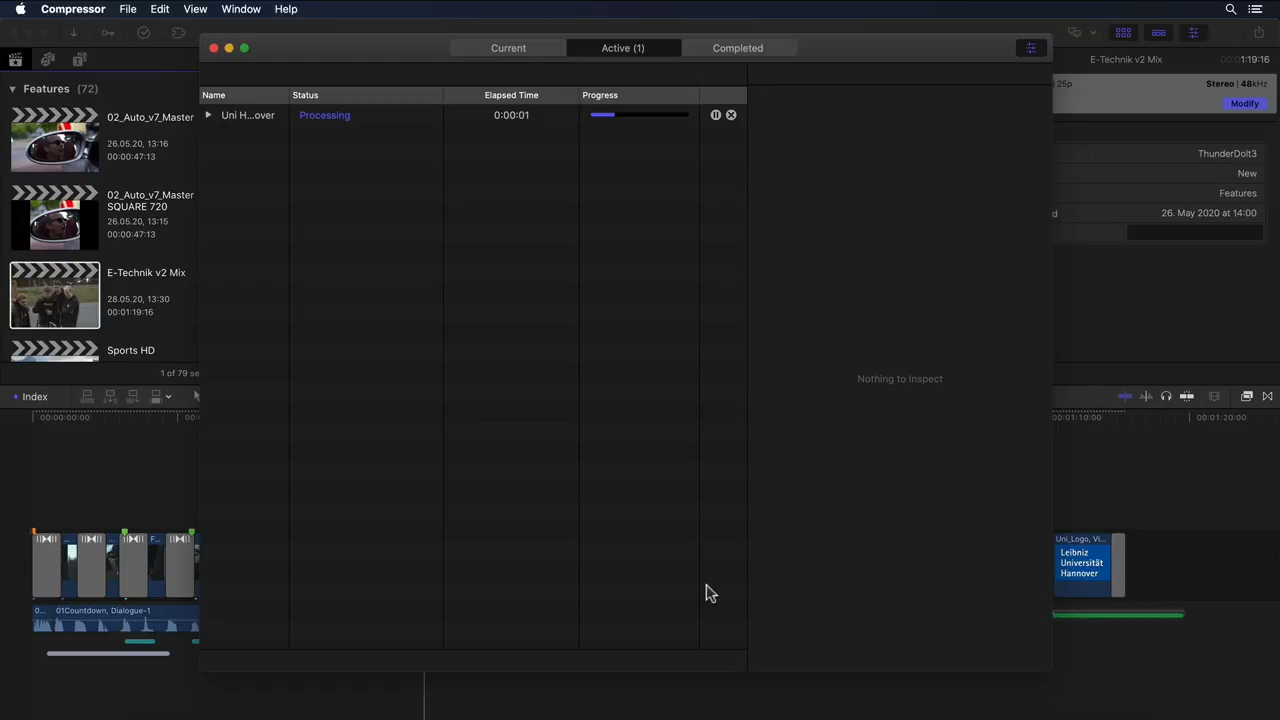 Compressor File Edit View Window Help
Current Active (1) Completed
E-Technik v2 Mix 1:19:16
Features (72)
25p Stereo | 48kHz
Modify
Name Status Elapsed Time Progress
Uni H...over Processing 0:00:01
02_Auto_v7_Master
26.05.20, 13:16
00:00:47:13
ThunderDolt3
New
02_Auto_v7_Master
SQUARE 720
Features
26.05.20, 13:15
26. May 2020 at 14:00
00:00:47:13
E-Technik v2 Mix
28.05.20, 13:30
00:01:19:16
Sports HD
1 of 79 se
Nothing to Inspect
Index
00:00:00:00
00:01:10:00
00:01:20:00
F...
Uni_Logo, Vi...
Leibniz
Universität
Hannover
0... 01Countdown, Dialogue-1